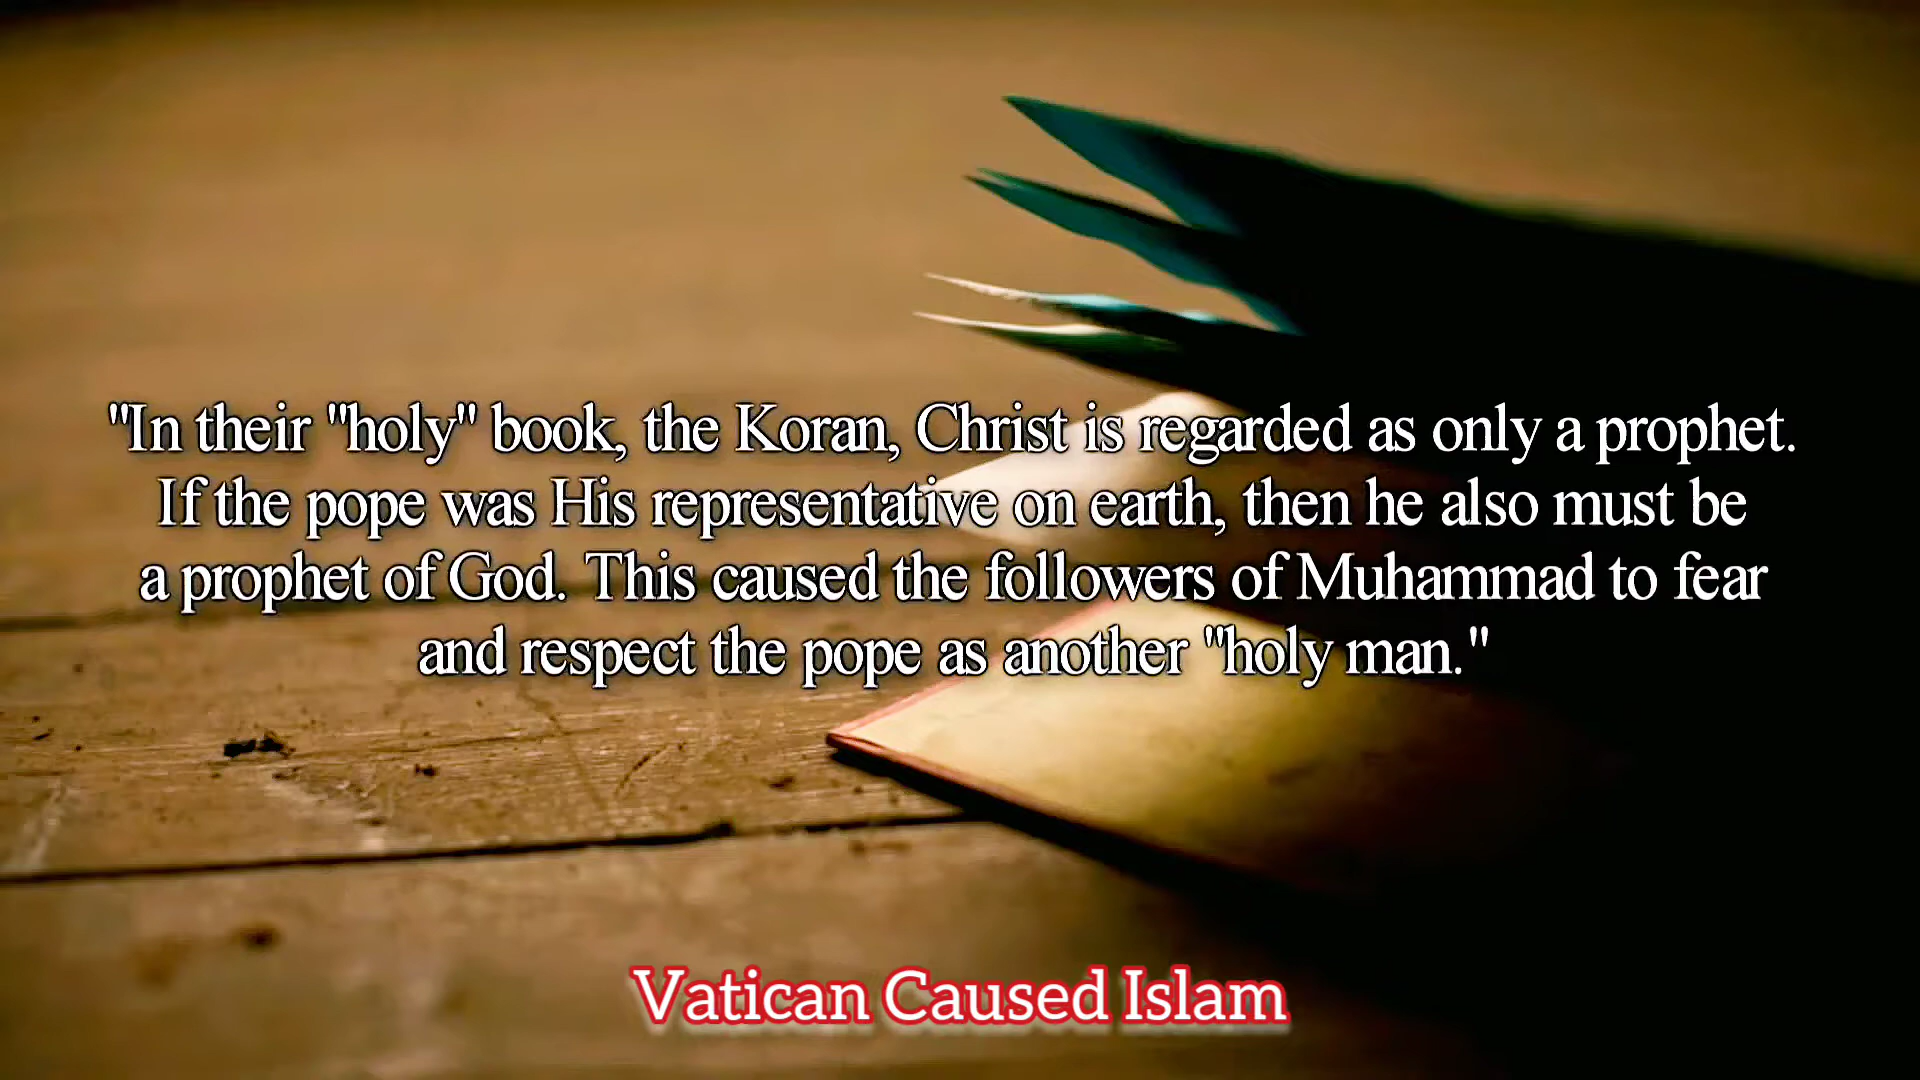 "In their "holy" book, the Koran, Christ is regarded as only a prophet.
If the pope was His representative on earth, then he also must be
a prophet of God. This caused the followers of Muhammad to fear
and respect the pope as another "holy man."
Vatican Caused Islam